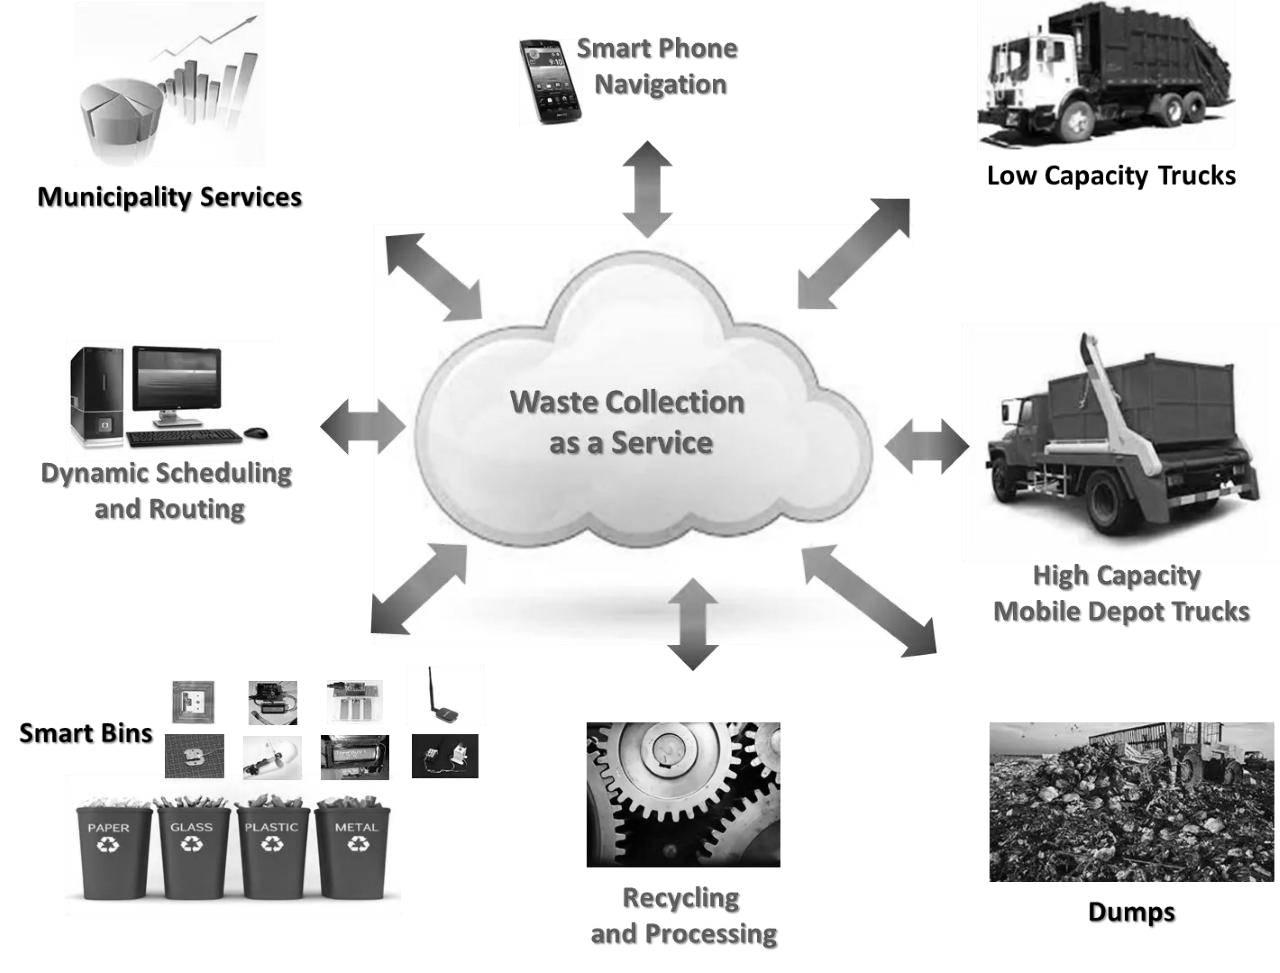 Smart Phone
Navigation
Municipality Services
Low Capacity Trucks
Waste Collection
as a Service
Dynamic Scheduling
and Routing
High Capacity
Mobile Depot Trucks
Smart Bins
PAPER
GLASS
PLASTIC
METAL
Recycling
and Processing
Dumps